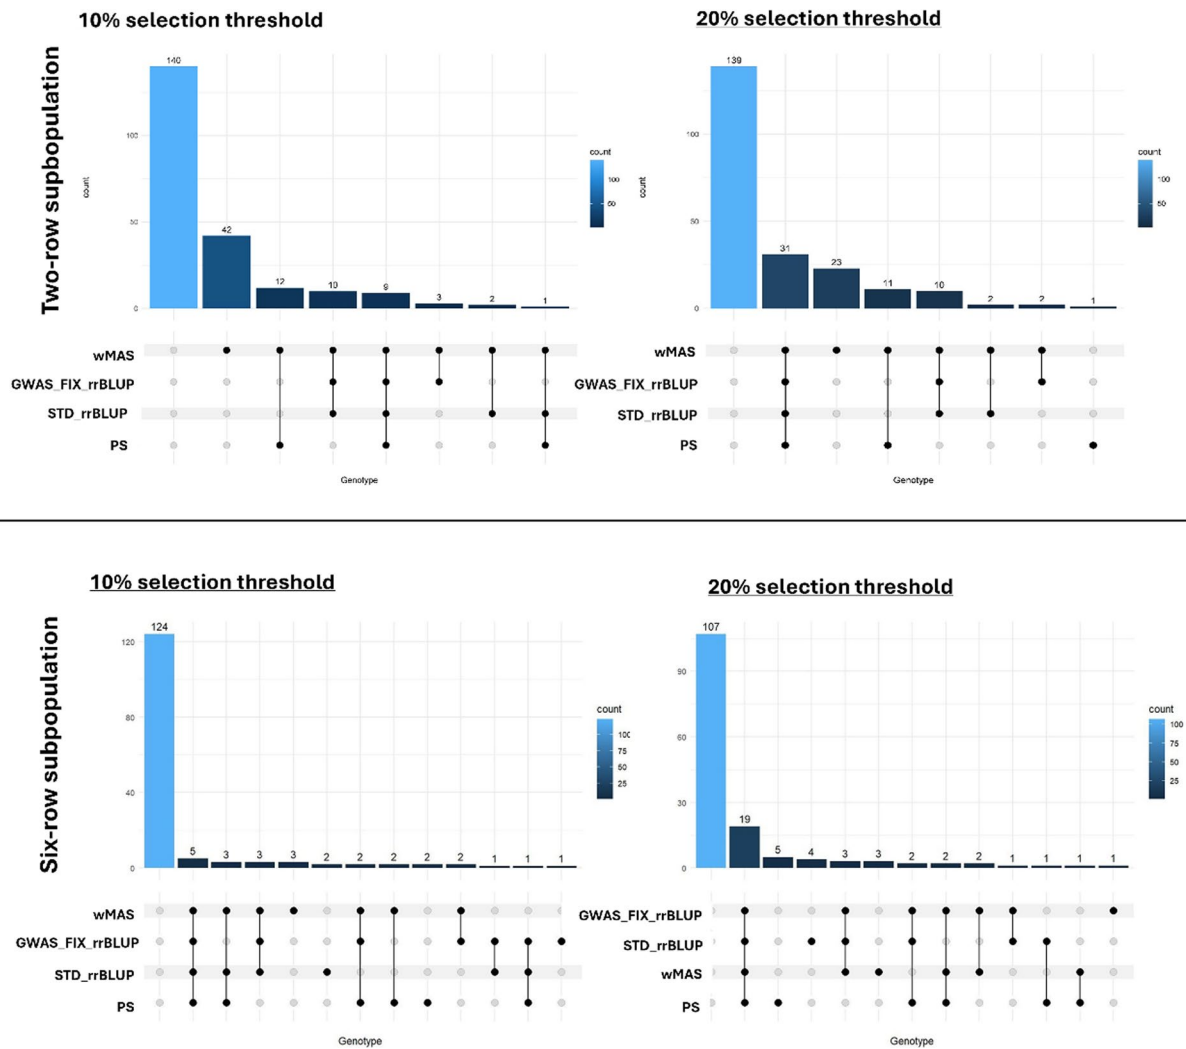 10% selection threshold
20% selection threshold
Two-row supbopulation
140
42
12
10
9
3
2
1
100
50
0
count
count
100
50
wMAS
GWAS_FIX_rrBLUP
STD_rrBLUP
PS
Genotype
139
31
23
11
10
2
2
1
100
50
0
count
count
100
50
wMAS
GWAS_FIX_rrBLUP
STD_rrBLUP
PS
Genotype
10% selection threshold
20% selection threshold
Six-row subpopulation
124
5
3
3
3
2
2
2
2
2
1
1
1
120
80
40
0
count
100
75
50
25
wMAS
GWAS_FIX_rrBLUP
STD_rrBLUP
PS
Genotype
107
19
5
4
3
3
2
2
2
1
1
1
1
90
60
30
0
count
100
75
50
25
GWAS_FIX_rrBLUP
STD_rrBLUP
wMAS
PS
Genotype